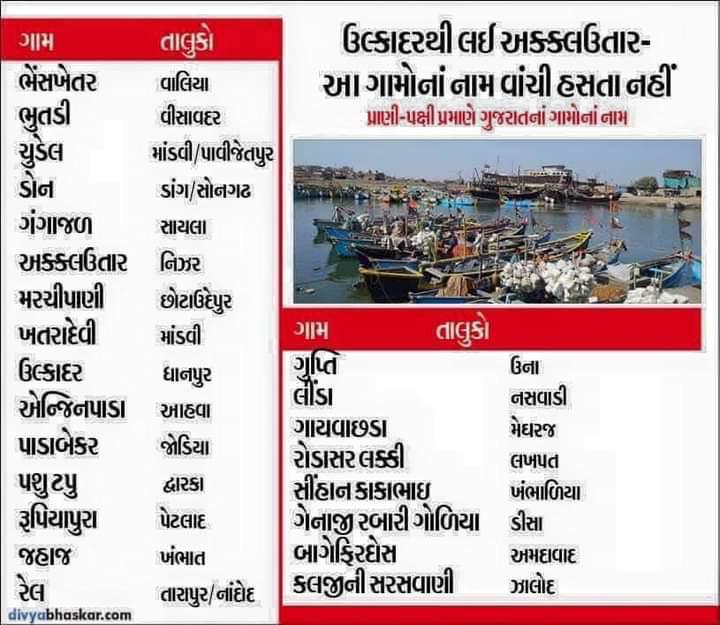 ગામ તાલુકો
ભેંસખેતર વાલિયા
ભુતડી વીસાવદર
ચુડેલ માંડવી/પાવીજેતપુર
ડોન ડાંગ/સોનગઢ
ગંગાજળ સાયલા
અક્કલઉતાર નિઝર
મરચીપાણી છોટાઉદેપુર
ખતરાદેવી માંડવી
ઉલ્કાદર ધાનપુર
એન્જિનપાડા આહવા
પાડાબેકર જોડિયા
પશુ ટપુ દ્વારકા
રૂપિયાપુરા પેટલાદ
જહાજ ખંભાત
રેલ તારાપુર/નાંદોદ
divyabhaskar.com
ઉલ્કાદરથી લઈ અક્કલઉતાર-
આ ગામોનાં નામ વાંચી હસતા નહીં
પ્રાણી-પક્ષી પ્રમાણે ગુજરાતનાં ગામોનાં નામ
ગામ તાલુકો
ગુપ્તિ ઉના
લીંડા નસવાડી
ગાયવાછડા મેઘરજ
રોડાસર લક્કી લખપત
સીંહાન કાકાભાઇ ખંભાળિયા
ગેનાજી રબારી ગોળિયા ડીસા
બાગેફિરદોસ અમદાવાદ
કલજીની સરસવાણી ઝાલોદ